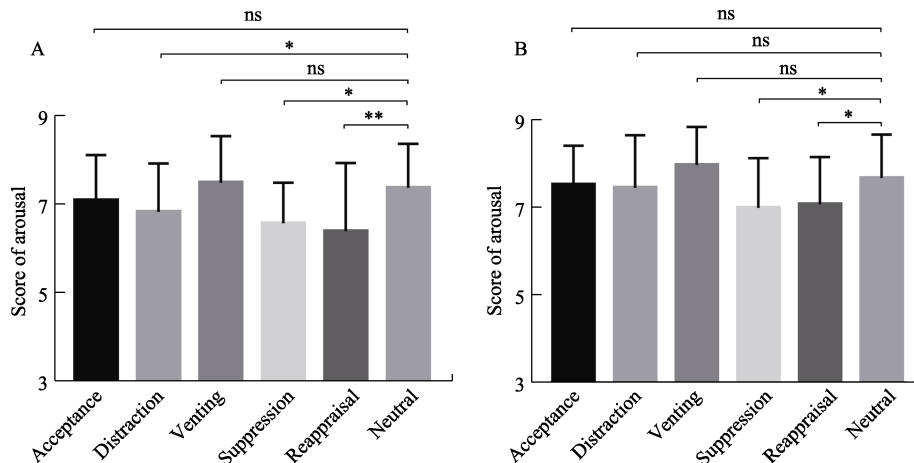 A
ns
*
ns
*
**
Score of arousal
9
7
5
3
Acceptance
Distraction
Venting
Suppression
Reappraisal
Neutral
B
ns
ns
ns
*
*
Score of arousal
9
7
5
3
Acceptance
Distraction
Venting
Suppression
Reappraisal
Neutral